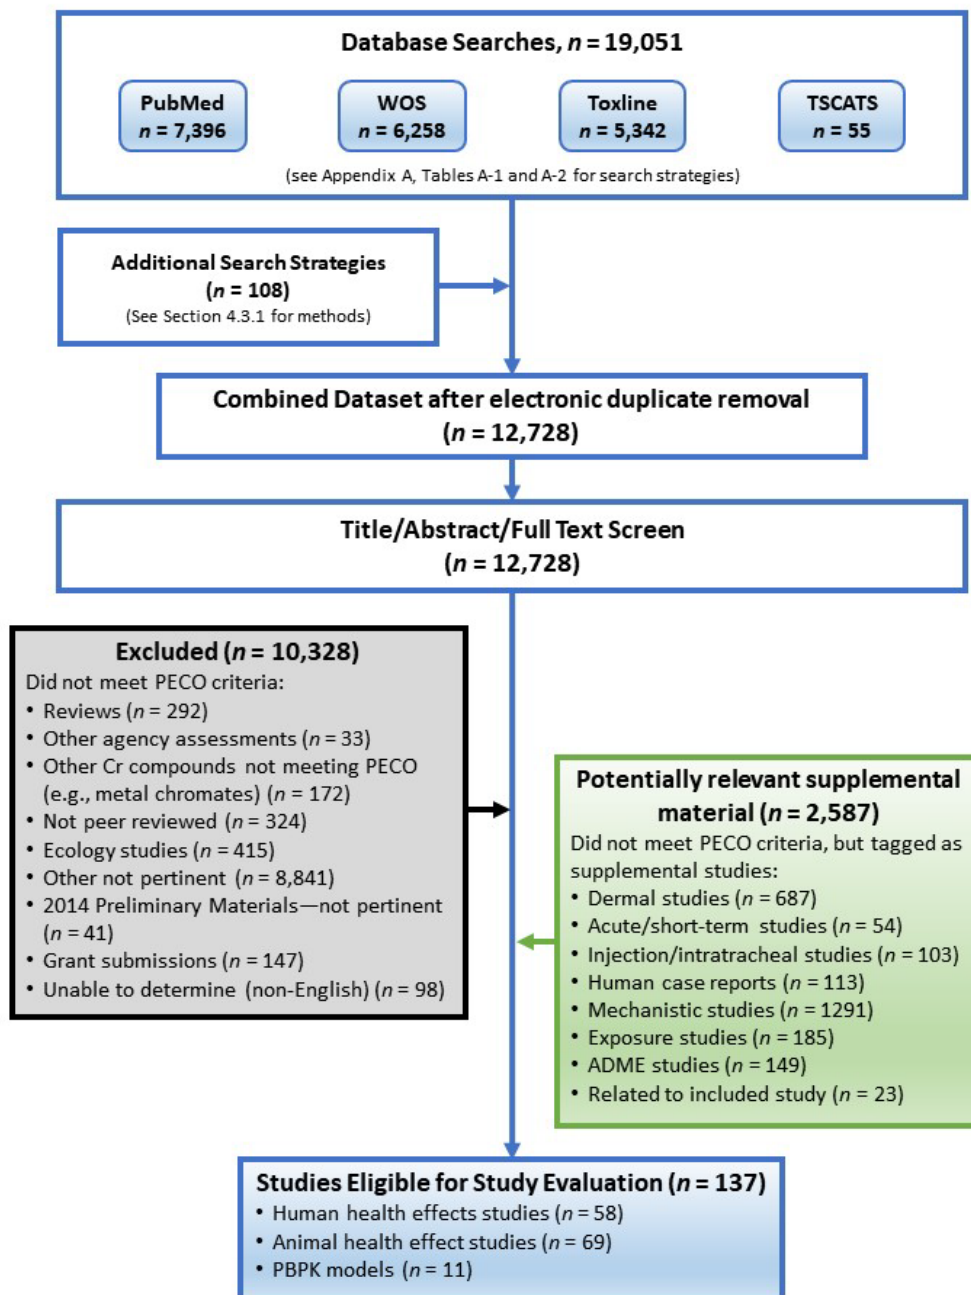 Database Searches, n = 19,051
PubMed
n = 7,396
WOS
n = 6,258
Toxline
n = 5,342
TSCATS
n = 55
(see Appendix A, Tables A-1 and A-2 for search strategies)
Additional Search Strategies
(n = 108)
(See Section 4.3.1 for methods)
Combined Dataset after electronic duplicate removal
(n = 12,728)
Title/Abstract/Full Text Screen
(n = 12,728)
Excluded (n = 10,328)
Did not meet PECO criteria:
• Reviews (n = 292)
• Other agency assessments (n = 33)
• Other Cr compounds not meeting PECO
(e.g., metal chromates) (n = 172)
• Not peer reviewed (n = 324)
• Ecology studies (n = 415)
• Other not pertinent (n = 8,841)
• 2014 Preliminary Materials—not pertinent
(n = 41)
• Grant submissions (n = 147)
• Unable to determine (non-English) (n = 98)
Potentially relevant supplemental
material (n = 2,587)
Did not meet PECO criteria, but tagged as
supplemental studies:
• Dermal studies (n = 687)
• Acute/short-term studies (n = 54)
• Injection/intratracheal studies (n = 103)
• Human case reports (n = 113)
• Mechanistic studies (n = 1291)
• Exposure studies (n = 185)
• ADME studies (n = 149)
• Related to included study (n = 23)
Studies Eligible for Study Evaluation (n = 137)
• Human health effects studies (n = 58)
• Animal health effect studies (n = 69)
• PBPK models (n = 11)